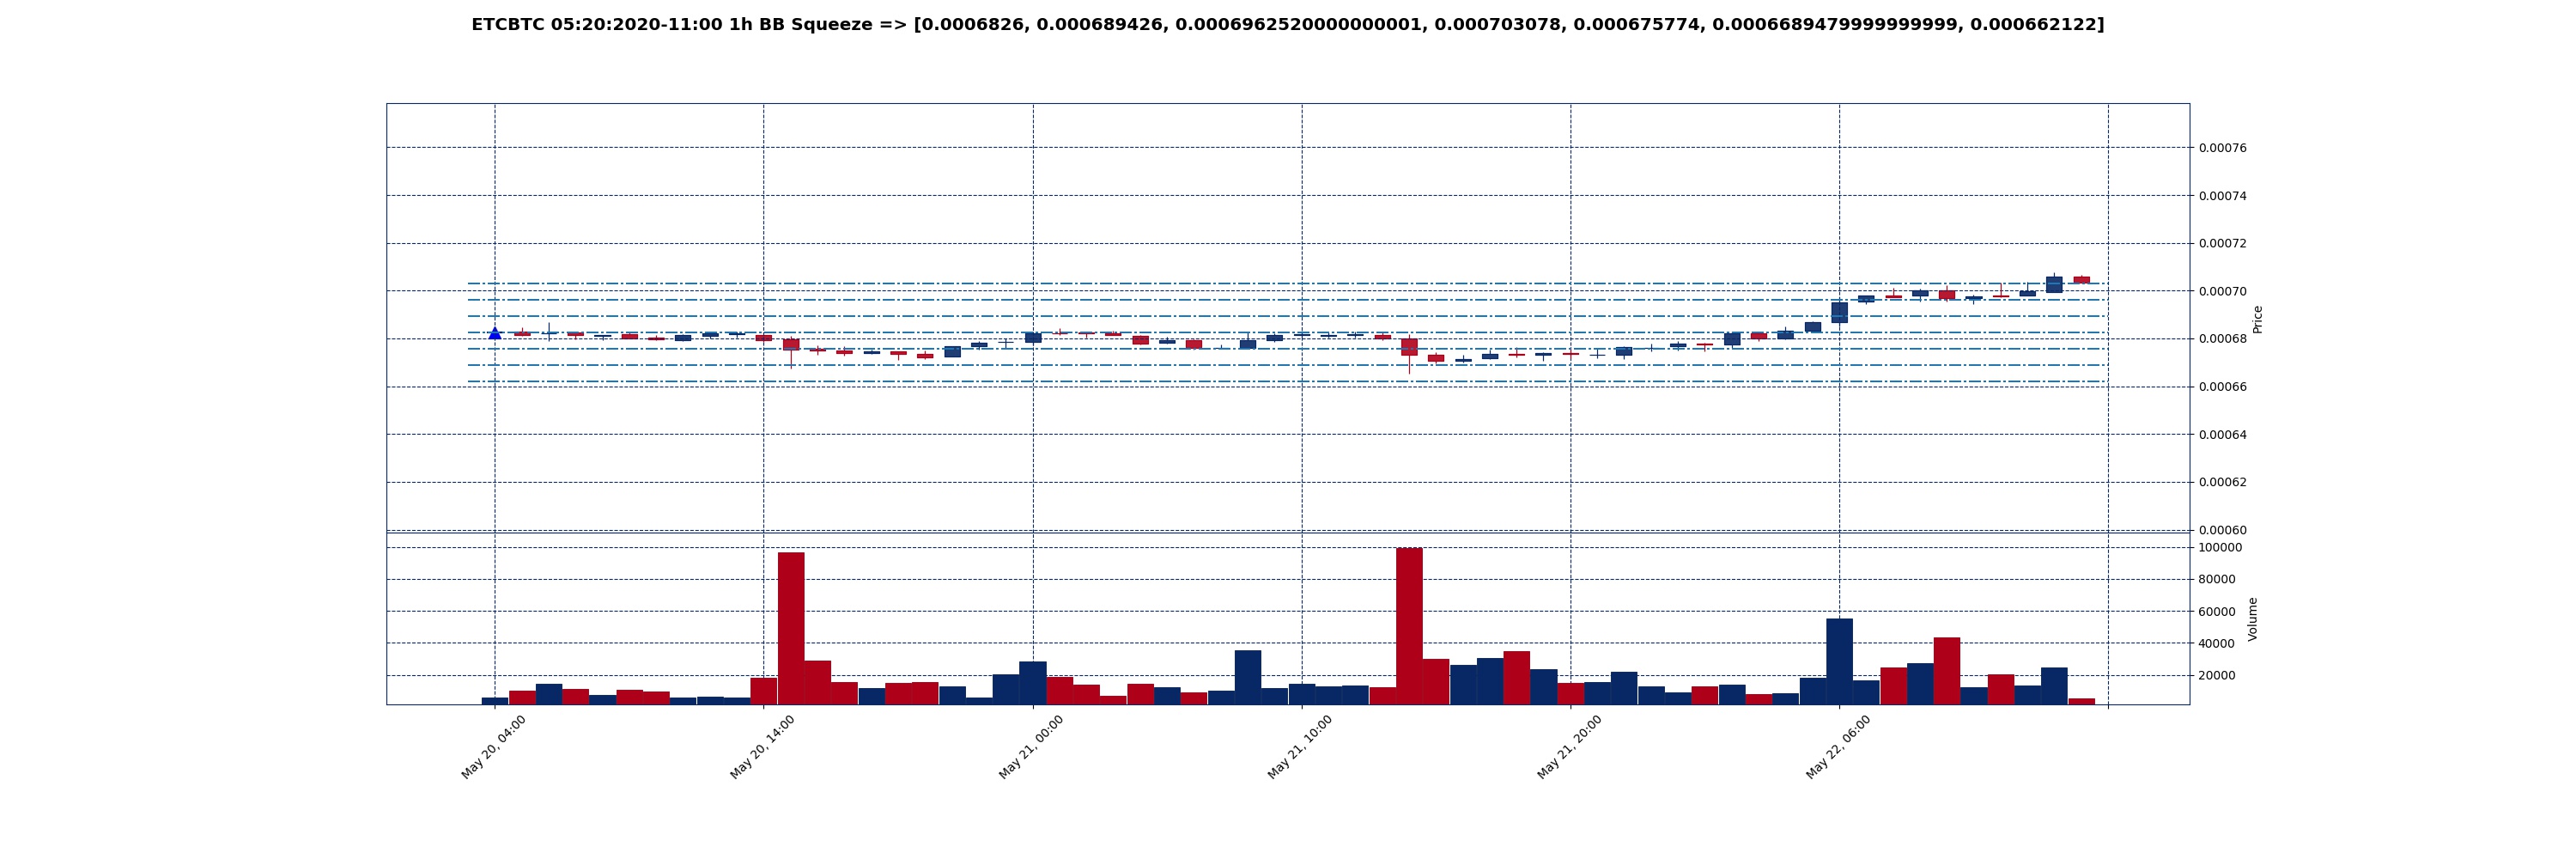 ETCBTC 05:20:2020-11:00 1h BB Squeeze => [0.0006826, 0.000689426, 0.0006962520000000001, 0.000703078, 0.000675774, 0.0006689479999999999, 0.000662122]
0.00076
0.00074
0.00072
0.00070
0.00068
0.00066
0.00064
0.00062
0.00060
Price
100000
80000
60000
40000
20000
Volume
May 20, 04:00
May 20, 14:00
May 21, 00:00
May 21, 10:00
May 21, 20:00
May 22, 06:00